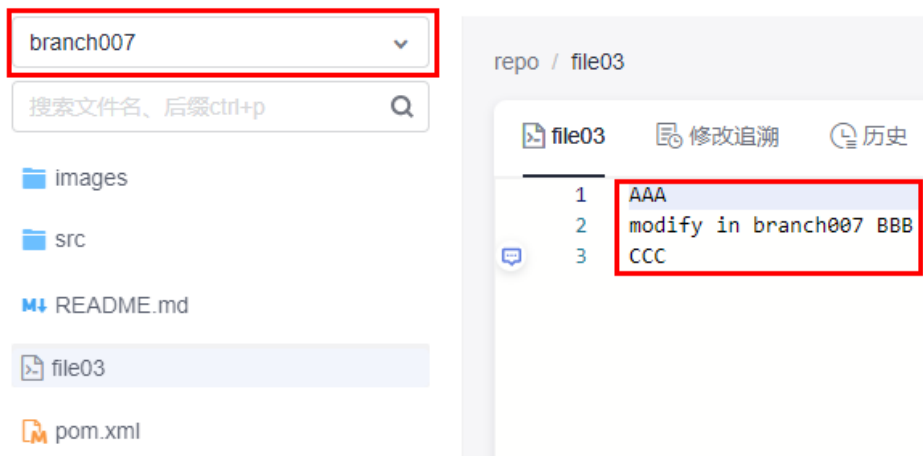 branch007
搜索文件名、后缀ctrl+p
images
src
README.md
file03
pom.xml
repo / file03
file03 修改追溯 历史
1 AAA
2 modify in branch007 BBB
3 CCC